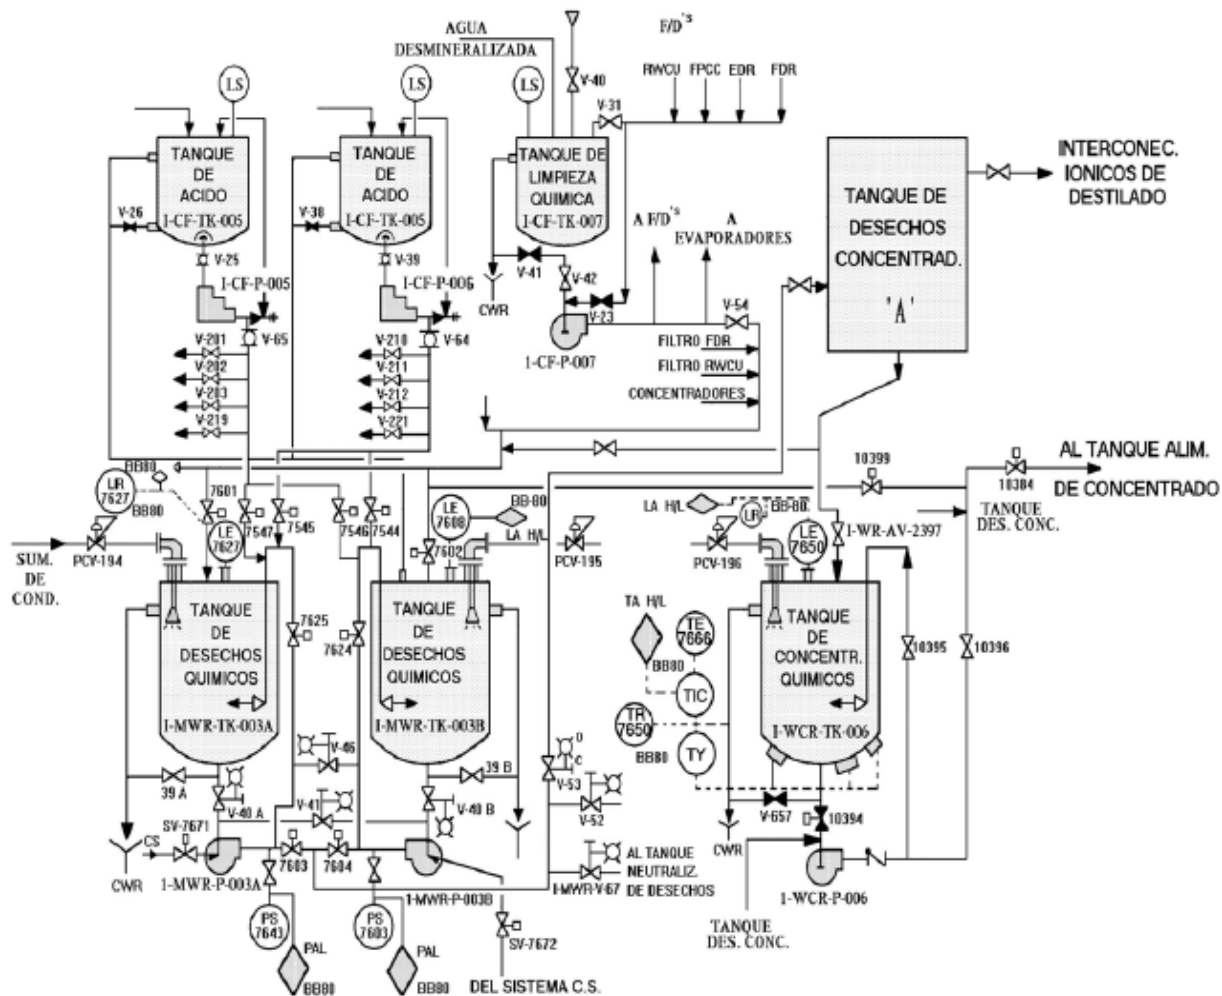 AGUA
DESMINERALIZADA
F/D's
RWCU
FPCC
EDR
FDR
LS
LS
LS
V-40
V-31
TANQUE
DE
ACIDO
I-CF-TK-005
TANQUE
DE
ACIDO
I-CF-TK-005
TANQUE DE
LIMPIEZA
QUIMICA
I-CF-TK-007
TANQUE DE
DESECHOS
CONCENTRAD.
'A'
INTERCONEC.
IONICOS DE
DESTILADO
V-26
V-38
V-25
V-39
V-41
V-42
A F/D's
A
EVAPORADORES
I-CF-P-005
I-CF-P-006
CWR
V-23
V-54
1-CF-P-007
V-65
V-64
V-201
V-202
V-203
V-219
V-210
V-211
V-212
V-221
FILTRO FDR
FILTRO RWCU
CONCENTRADORES
BB80
LIR
7627
BB80
7601
7547
7545
7546
7544
LE
7627
LE
7608
7602
BB-80
LA H/L
LA H/L
LIR
BB-80
LE
7650
10399
10384
AL TANQUE ALIM.
DE CONCENTRADO
TANQUE
DES. CONC.
I-WR-AV-2397
SUM.
DE
COND.
PCV-194
PCV-195
PCV-196
TANQUE
DE
DESECHOS
QUIMICOS
I-MWR-TK-003A
7625
7624
TANQUE
DE
DESECHOS
QUIMICOS
I-MWR-TK-003B
TA H/L
BB80
TE
7666
TIC
TR
7650
BB80
TY
TANQUE
DE
CONCENTR.
QUIMICOS
I-WCR-TK-006
10395
10396
39 A
V-40 A
V-46
V-41
39 B
V-40 B
O
C
V-53
V-52
V-657
10394
CS
SV-7671
CWR
1-MWR-P-003A
7603
7604
1-MWR-P-003B
I-MWR-V-67
AL TANQUE
NEUTRALIZ.
DE DESECHOS
CWR
1-WCR-P-006
TANQUE
DES. CONC.
PS
7643
PAL
BB80
PS
7603
PAL
BB80
SV-7672
DEL SISTEMA C.S.